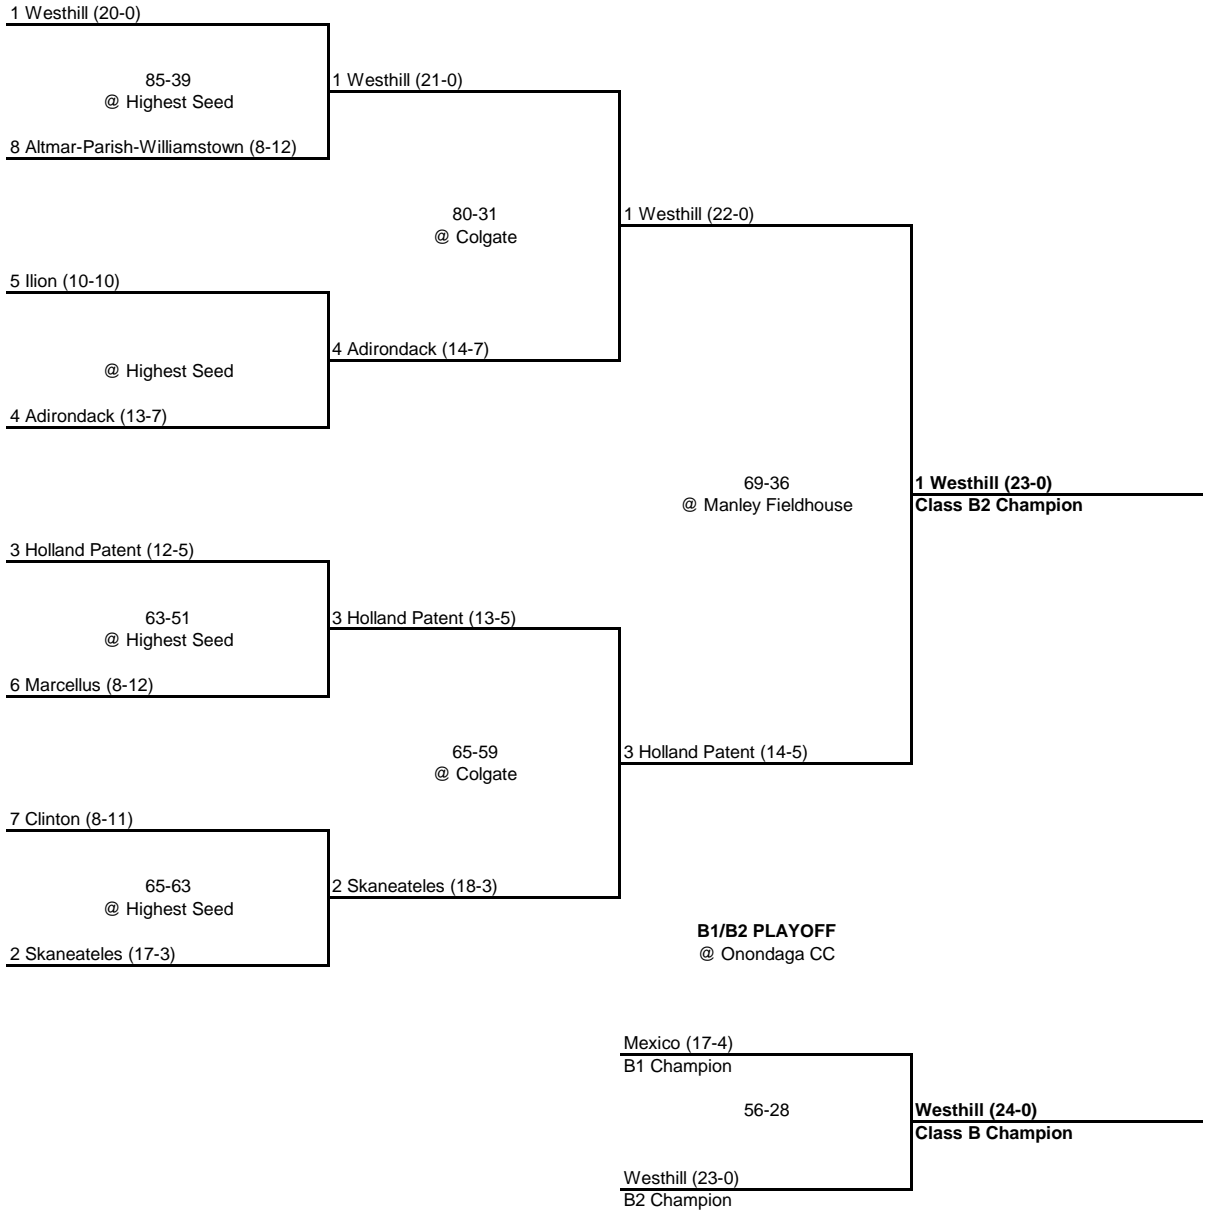 1 Westhill (20-0)
85-39
@ Highest Seed
1 Westhill (21-0)
8 Altmar-Parish-Williamstown (8-12)
80-31
@ Colgate
1 Westhill (22-0)
5 Ilion (10-10)
@ Highest Seed
4 Adirondack (14-7)
4 Adirondack (13-7)
69-36
@ Manley Fieldhouse
1 Westhill (23-0)
Class B2 Champion
3 Holland Patent (12-5)
63-51
@ Highest Seed
3 Holland Patent (13-5)
6 Marcellus (8-12)
65-59
@ Colgate
3 Holland Patent (14-5)
7 Clinton (8-11)
65-63
@ Highest Seed
2 Skaneateles (18-3)
2 Skaneateles (17-3)
B1/B2 PLAYOFF
@ Onondaga CC
Mexico (17-4)
B1 Champion
56-28
Westhill (24-0)
Class B Champion
Westhill (23-0)
B2 Champion